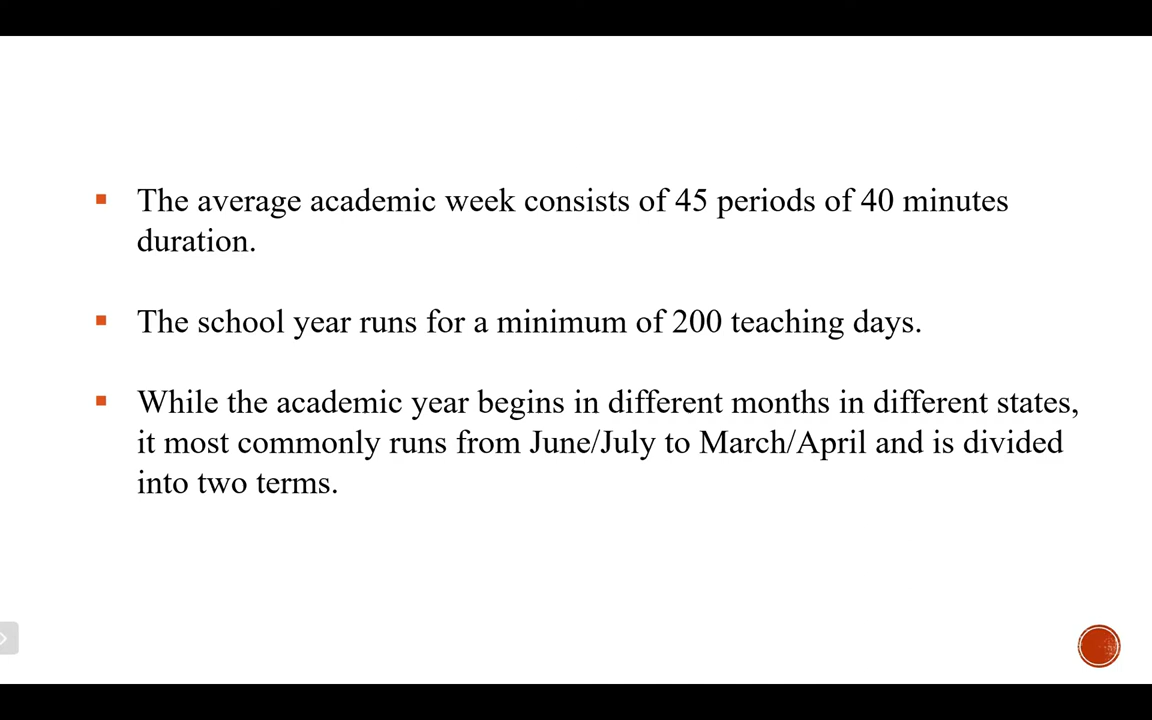 The average academic week consists of 45 periods of 40 minutes
duration.
The school year runs for a minimum of 200 teaching days.
While the academic year begins in different months in different states,
it most commonly runs from June/July to March/April and is divided
into two terms.